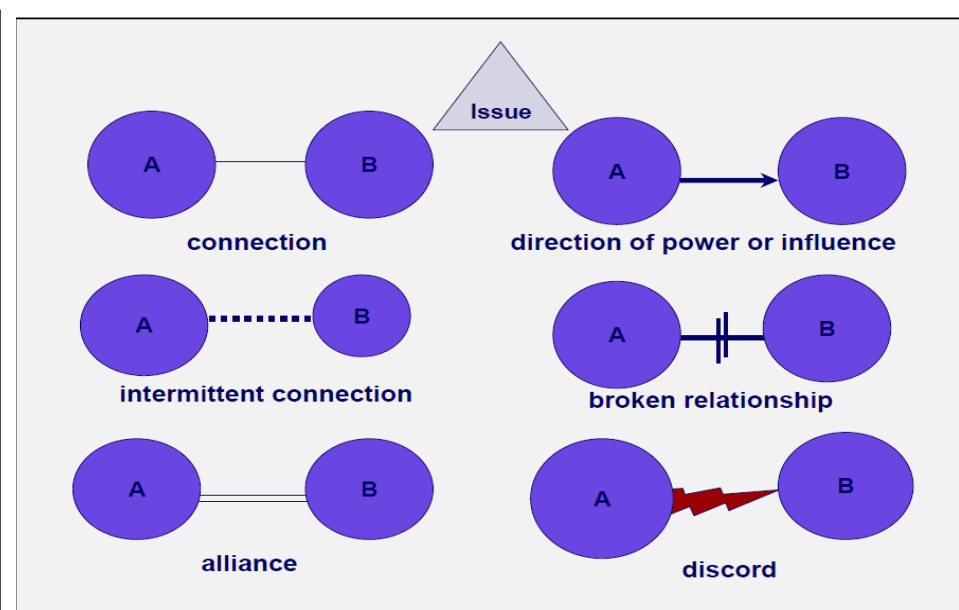 Issue
A B
connection
A B
direction of power or influence
A B
intermittent connection
A B
broken relationship
A B
alliance
A B
discord